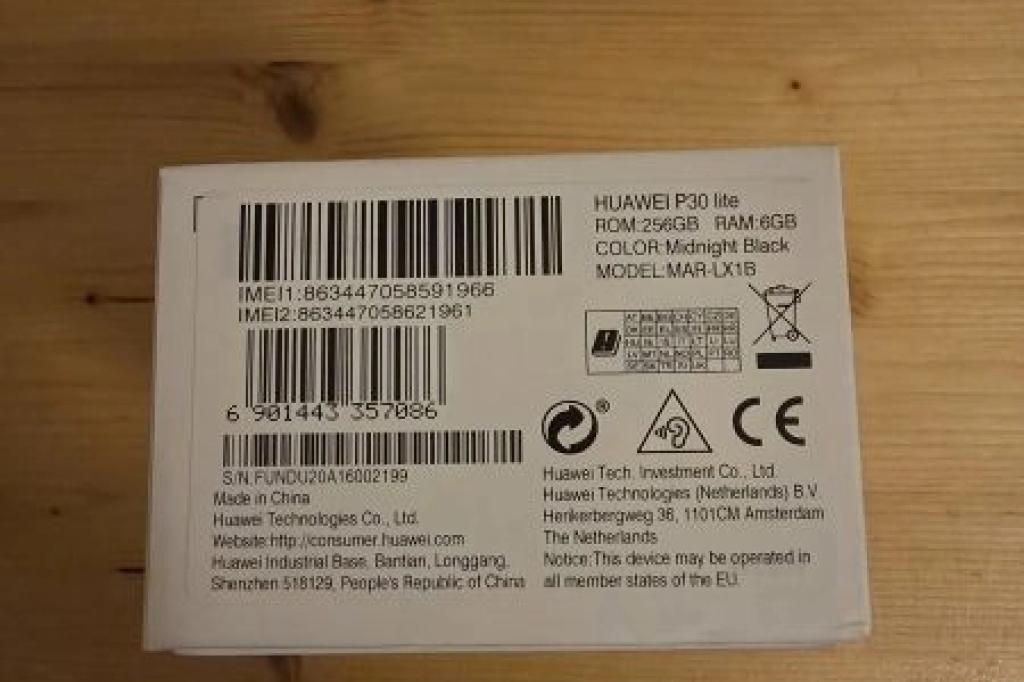 HUAWEI P30 lite
ROM:256GB RAM:6GB
COLOR:Midnight Black
MODEL:MAR-LX1B
IMEI1:863447058591966
IMEI2:863447058621961
6 901443 357086
S/N:FUNDU20A16002199
Made in China
Huawei Technologies Co., Ltd.
Website:http://consumer.huawei.com
Huawei Industrial Base, Bantian, Longgang,
Shenzhen 518129, People's Republic of China
®
CE
Huawei Tech. Investment Co., Ltd.
Huawei Technologies (Netherlands) B.V.
Herikerbergweg 36, 1101CM Amsterdam
The Netherlands
Notice:This device may be operated in
all member states of the EU.